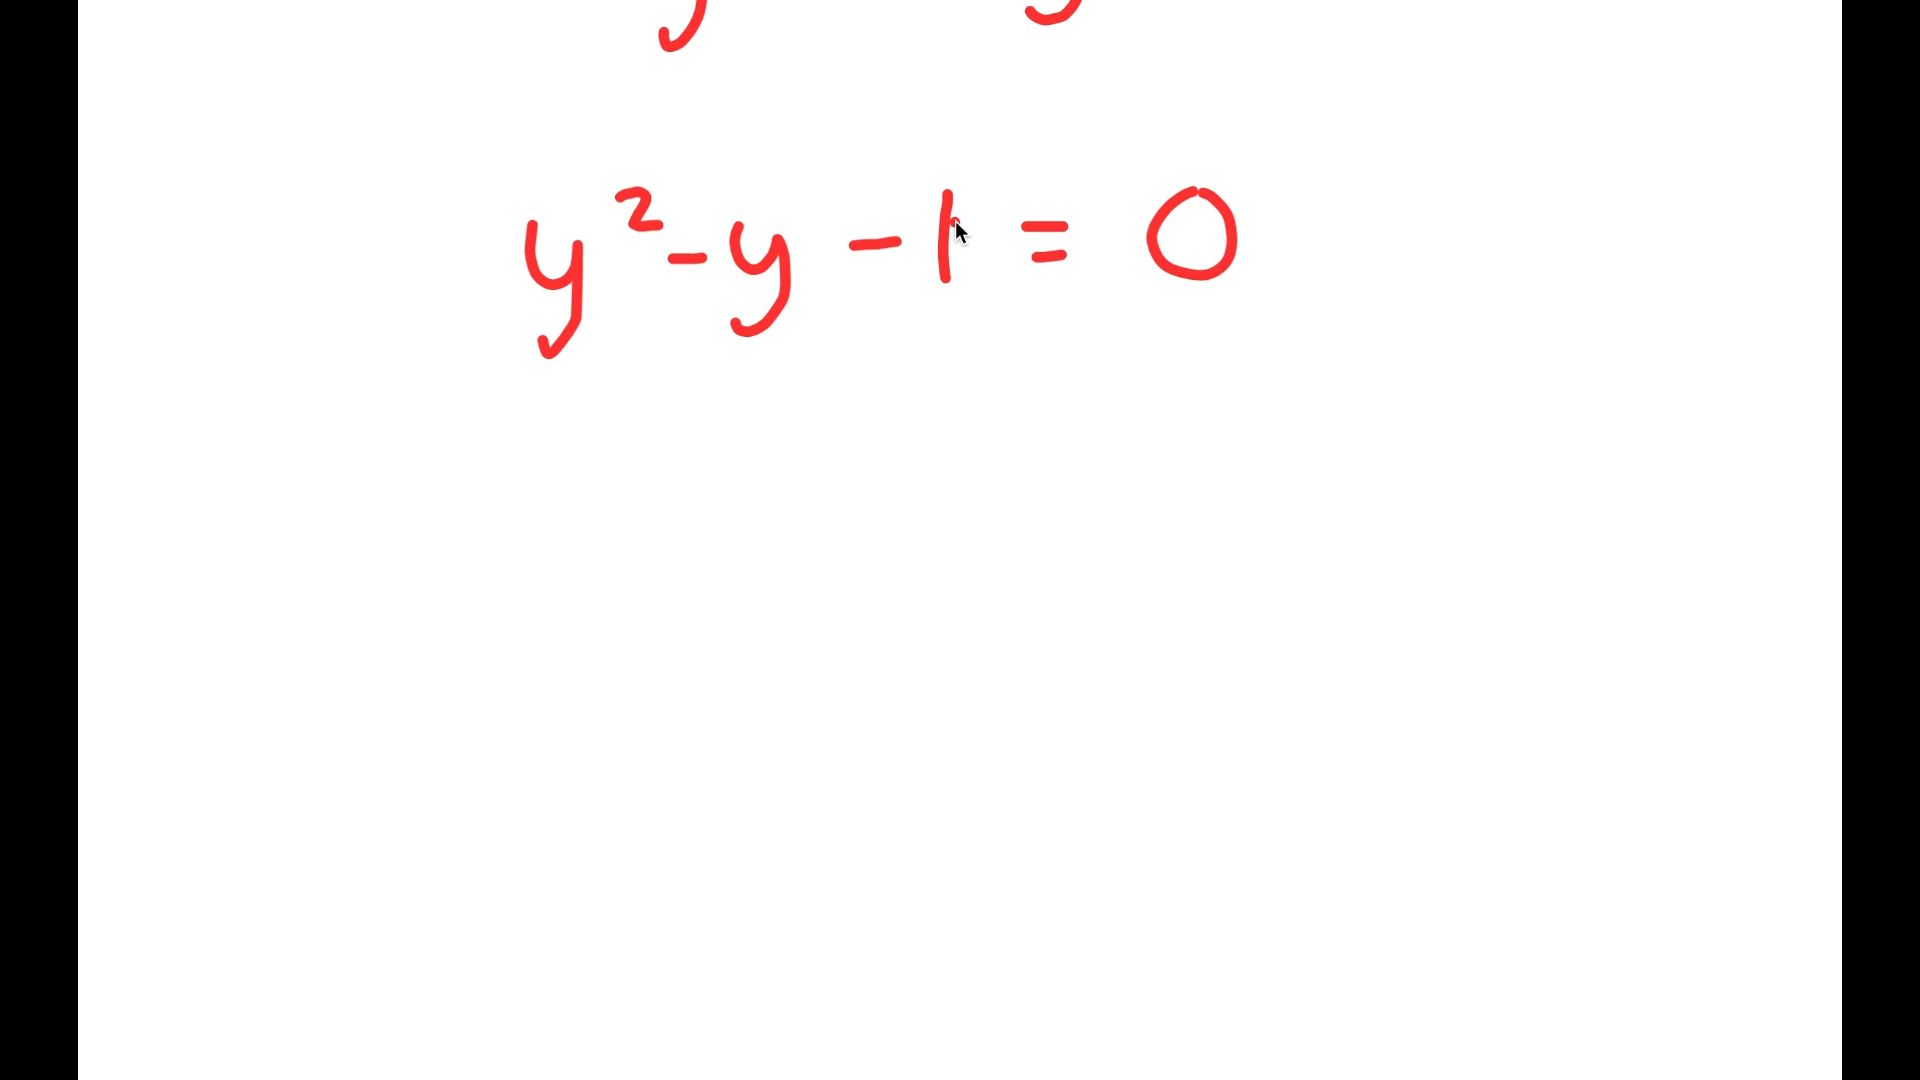 y² - y - 1 = 0